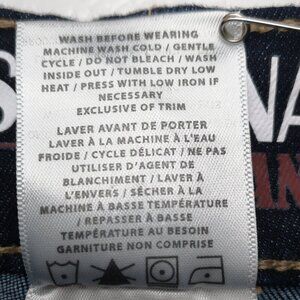 WASH BEFORE WEARING
MACHINE WASH COLD / GENTLE
CYCLE / DO NOT BLEACH / WASH
INSIDE OUT / TUMBLE DRY LOW
HEAT / PRESS WITH LOW IRON IF
NECESSARY
EXCLUSIVE OF TRIM
LAVER AVANT DE PORTER
LAVER À LA MACHINE À L'EAU
FROIDE / CYCLE DÉLICAT / NE PAS
UTILISER D'AGENT DE
BLANCHIMENT / LAVER À
L'ENVERS / SÉCHER À LA
MACHINE À BASSE TEMPÉRATURE
/ REPASSER À BASSE
TEMPÉRATURE SI BESOIN
GARNITURE NON COMPRISE
S
NA
AN